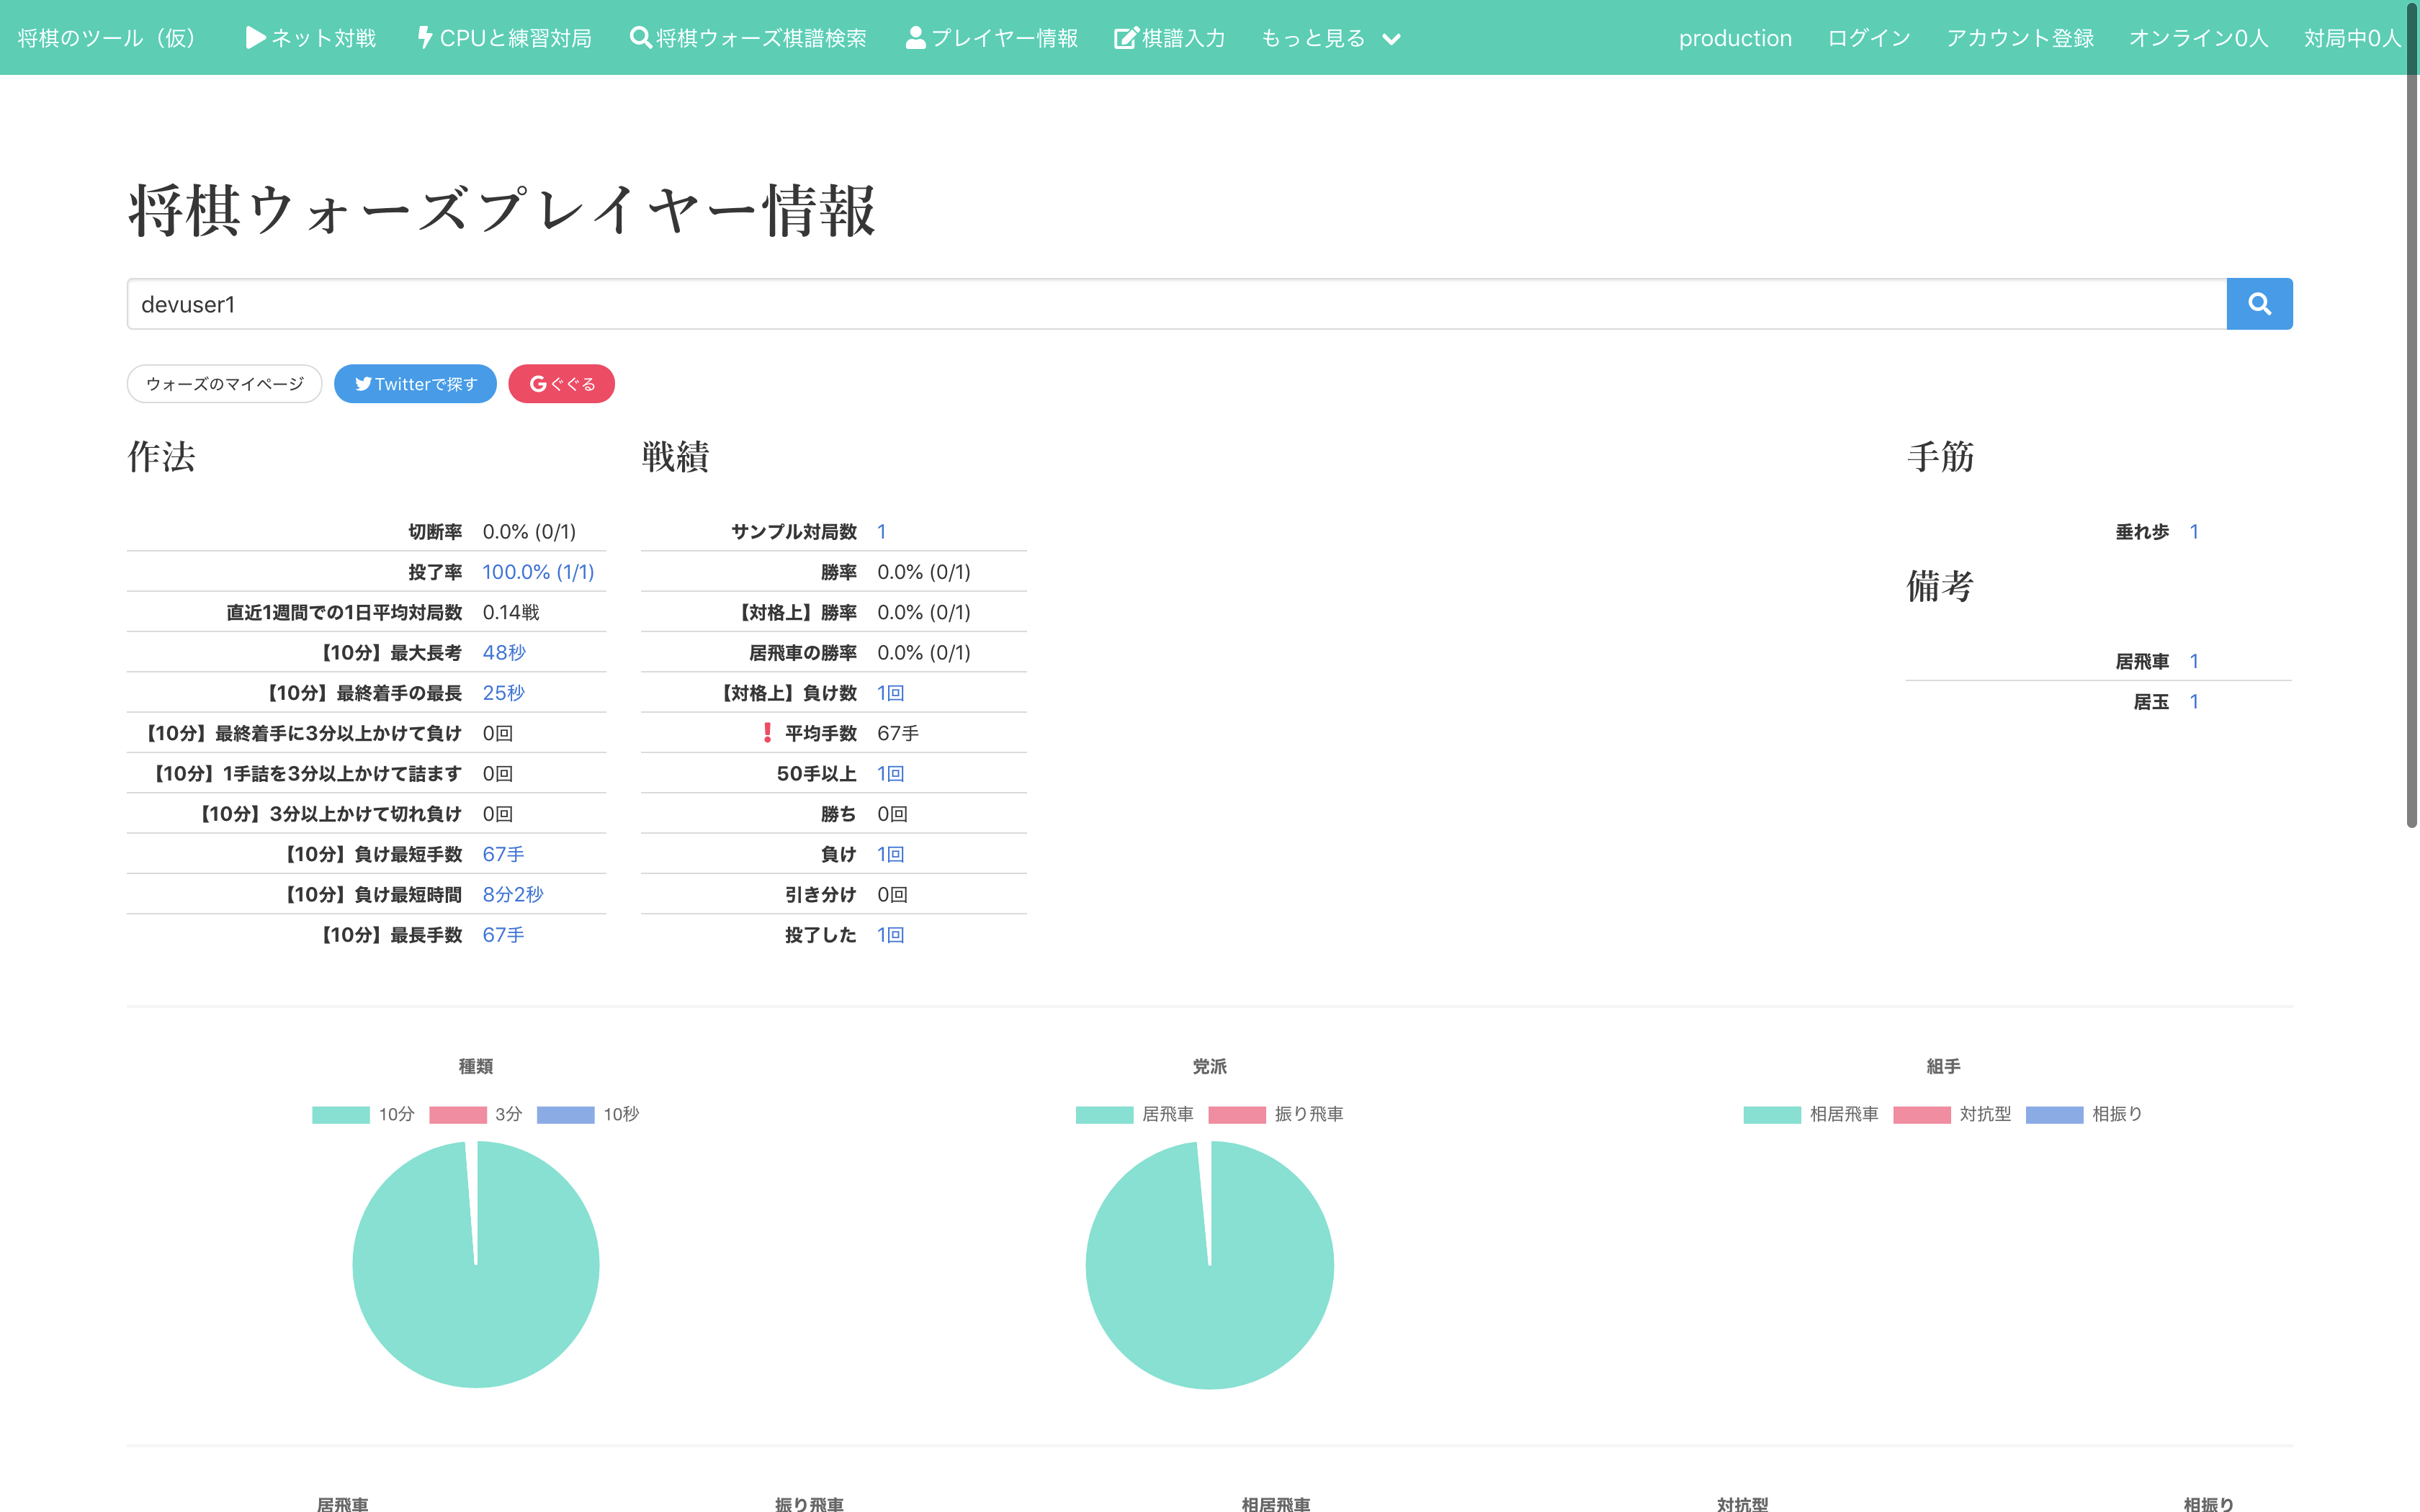 将棋のツール（仮） ネット対戦 CPUと練習対局 将棋ウォーズ棋譜検索 プレイヤー情報 棋譜入力 もっと見る production ログイン アカウント登録 オンライン0人 対局中0人
将棋ウォーズプレイヤー情報
devuser1
ウォーズのマイページ Twitterで探す ぐぐる
作法
切断率 0.0% (0/1)
投了率 100.0% (1/1)
直近1週間での1日平均対局数 0.14戦
【10分】最大長考 48秒
【10分】最終着手の最長 25秒
【10分】最終着手に3分以上かけて負け 0回
【10分】1手詰を3分以上かけて詰ます 0回
【10分】3分以上かけて切れ負け 0回
【10分】負け最短手数 67手
【10分】負け最短時間 8分2秒
【10分】最長手数 67手
戦績
サンプル対局数 1
勝率 0.0% (0/1)
【対格上】勝率 0.0% (0/1)
居飛車の勝率 0.0% (0/1)
【対格上】負け数 1回
❗ 平均手数 67手
50手以上 1回
勝ち 0回
負け 1回
引き分け 0回
投了した 1回
手筋
垂れ歩 1
備考
居飛車 1
居玉 1
種類
10分 3分 10秒
党派
居飛車 振り飛車
組手
相居飛車 対抗型 相振り
居飛車 振り飛車 相居飛車 対抗型 相振り